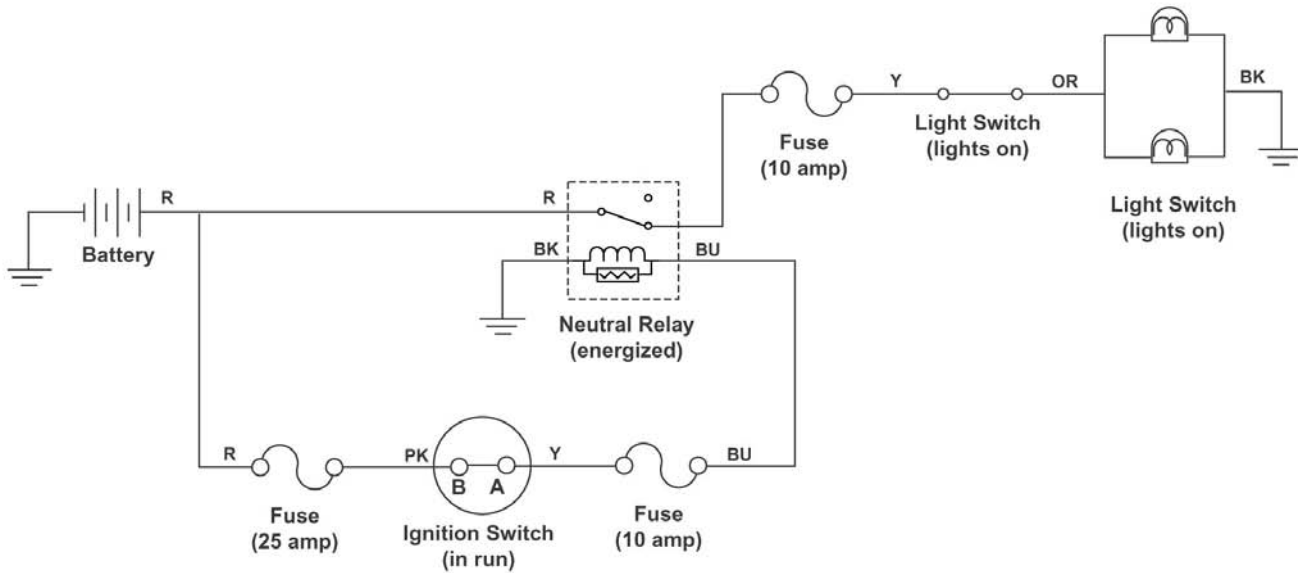 Y
OR
BK
Fuse
(10 amp)
Light Switch
(lights on)
Light Switch
(lights on)
R
R
Battery
BK
BU
Neutral Relay
(energized)
R
PK
B
A
Y
BU
Fuse
(25 amp)
Ignition Switch
(in run)
Fuse
(10 amp)